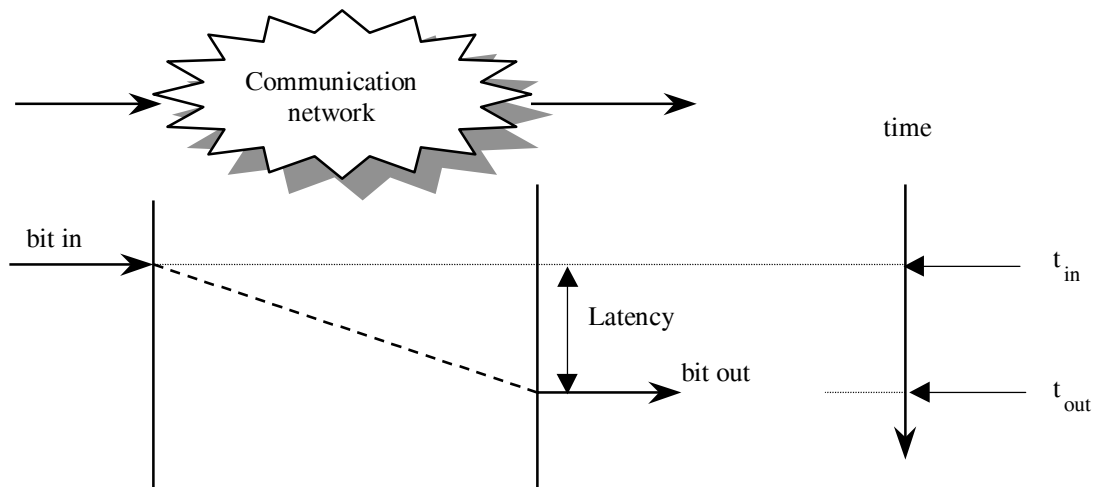 Communication
network
time
bit in
t in
Latency
bit out
t out